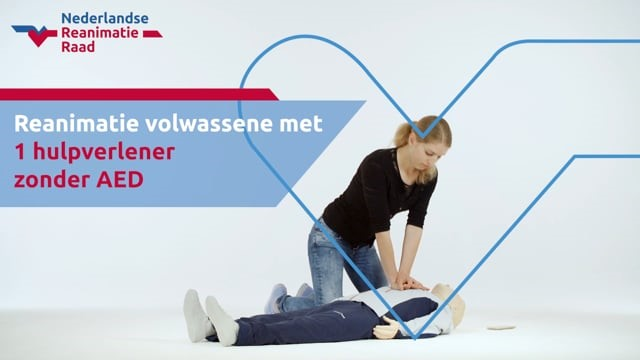 Nederlandse
Reanimatie
Raad
Reanimatie volwassene met
1 hulpverlener
zonder AED